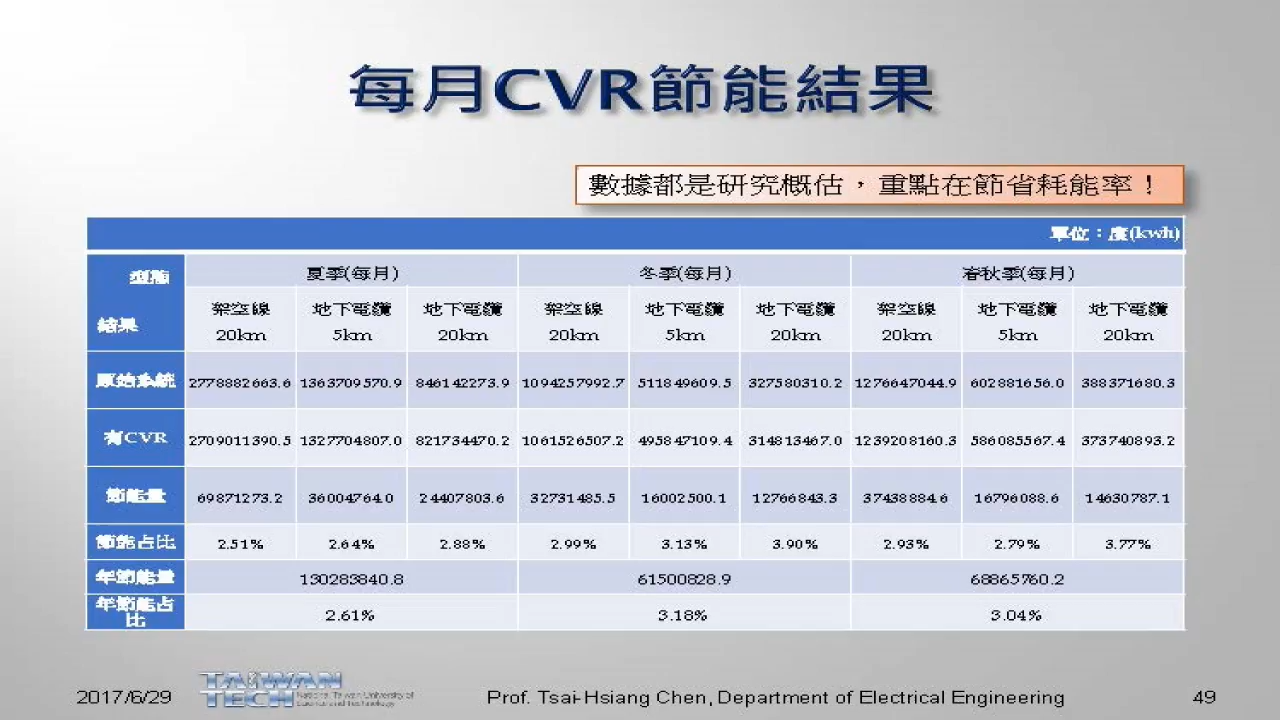 每月CVR節能結果
數據都是研究概估，重點在節省耗能率！
單位：度(kwh)
型態 夏季(每月) 冬季(每月) 春秋季(每月)
結果 架空線 20km 地下電纜 5km 地下電纜 20km 架空線 20km 地下電纜 5km 地下電纜 20km 架空線 20km 地下電纜 5km 地下電纜 20km
原始系統 2778882663.6 1363709570.9 846142273.9 1094257992.7 511849609.5 327580310.2 1276647044.9 602881656.0 388371680.3
有CVR 2709011390.5 1327704807.0 821734470.2 1061526507.2 495847109.4 314813467.0 1239208160.3 586085567.4 373740893.2
節能量 69871273.2 36004764.0 24407803.6 32731485.5 16002500.1 12766843.3 37438884.6 16796088.6 14630787.1
節能占比 2.51% 2.64% 2.88% 2.99% 3.13% 3.90% 2.93% 2.79% 3.77%
年節能量 130283840.8 61500828.9 68865760.2
年節能占比 2.61% 3.18% 3.04%
2017/6/29 TAIWAN TECH National Taiwan University of Science and Technology Prof. Tsai-Hsiang Chen, Department of Electrical Engineering 49